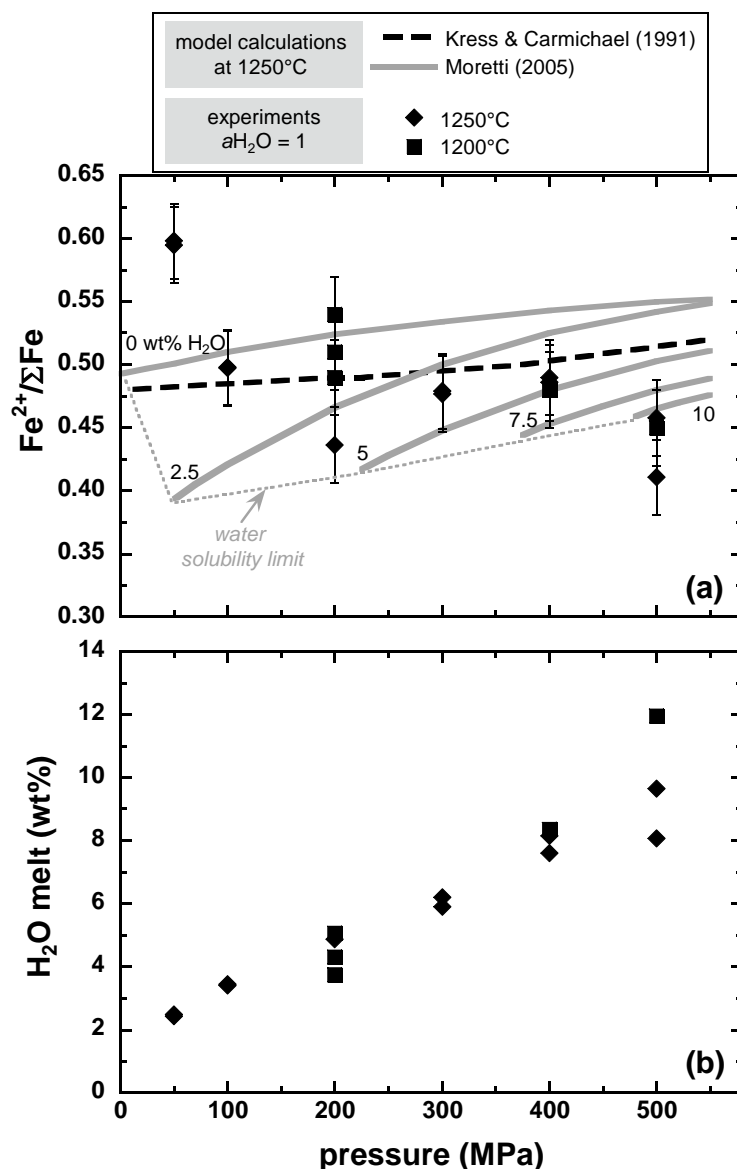 model calculations
at 1250°C
Kress & Carmichael (1991)
Moretti (2005)
experiments
aH₂O = 1
1250°C
1200°C
0.65
0.60
0.55
0.50
0.45
0.40
0.35
0.30
Fe²⁺/ΣFe
0 wt% H₂O
2.5
5
7.5
10
water
solubility limit
(a)
14
12
10
8
6
4
2
0
H₂O melt (wt%)
(b)
0
100
200
300
400
500
pressure (MPa)